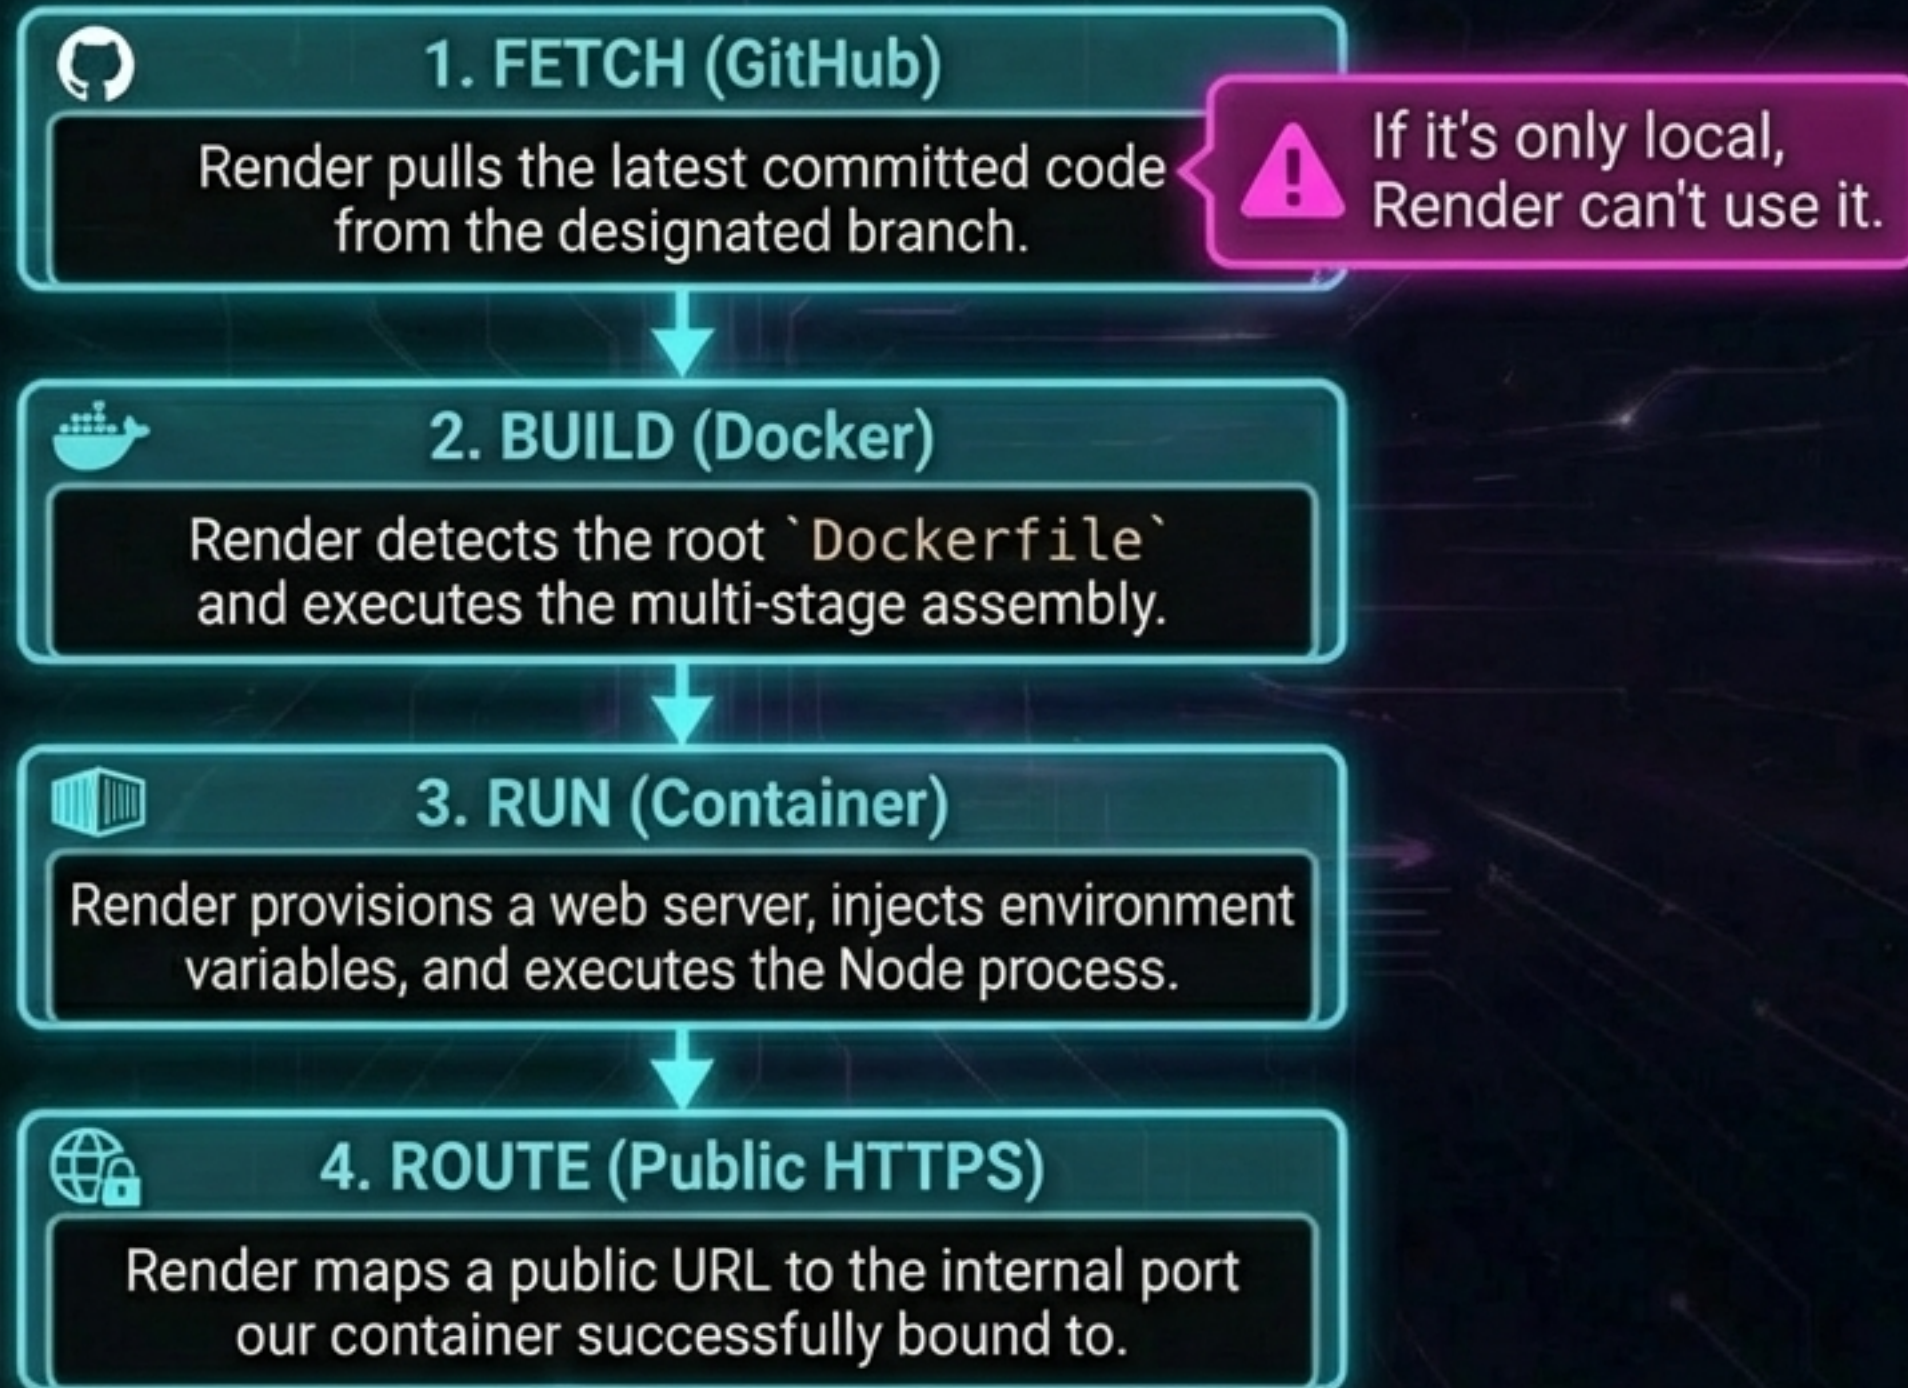 1. FETCH (GitHub)
Render pulls the latest committed code
from the designated branch.
If it's only local,
Render can't use it.
2. BUILD (Docker)
Render detects the root `Dockerfile`
and executes the multi-stage assembly.
3. RUN (Container)
Render provisions a web server, injects environment
variables, and executes the Node process.
4. ROUTE (Public HTTPS)
Render maps a public URL to the internal port
our container successfully bound to.